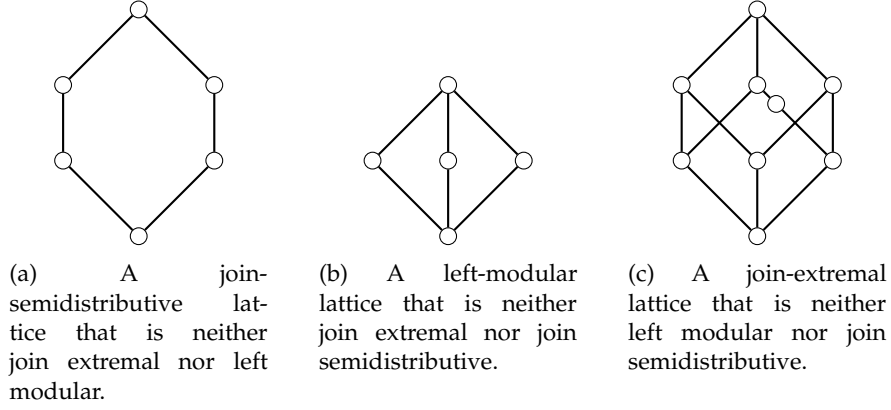 (a) A join-
semidistributive lat-
tice that is neither
join extremal nor left
modular.
(b) A left-modular
lattice that is neither
join extremal nor join
semidistributive.
(c) A join-extremal
lattice that is neither
left modular nor join
semidistributive.